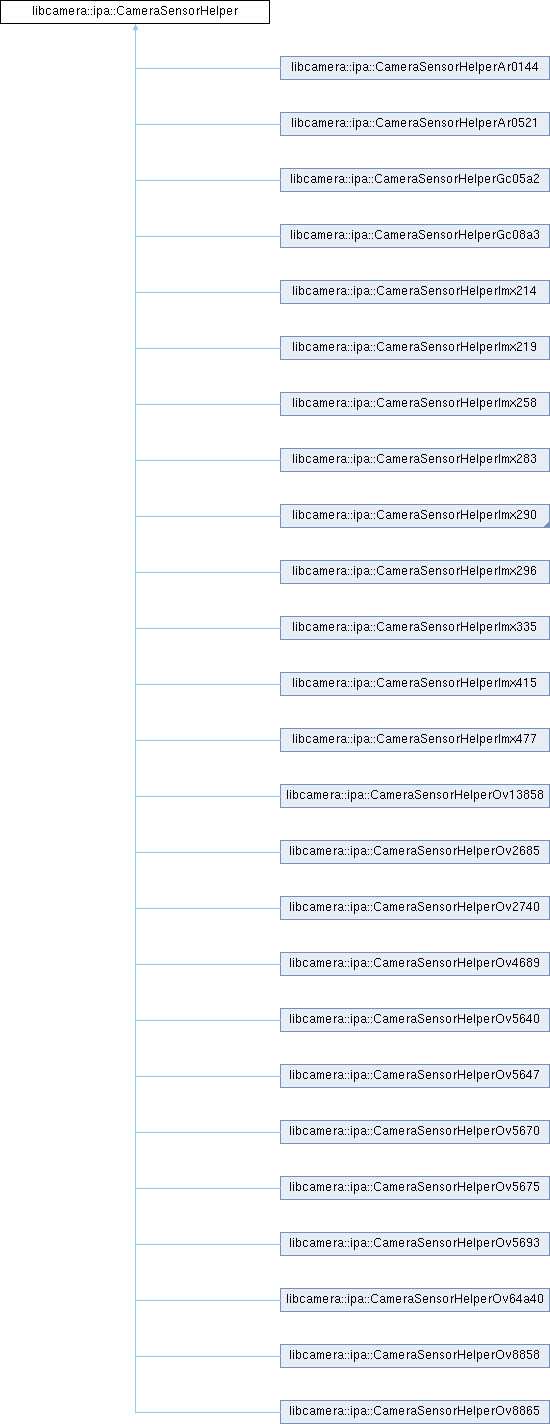 libcamera::ipa::CameraSensorHelper
libcamera::ipa::CameraSensorHelperAr0144
libcamera::ipa::CameraSensorHelperAr0521
libcamera::ipa::CameraSensorHelperGc05a2
libcamera::ipa::CameraSensorHelperGc08a3
libcamera::ipa::CameraSensorHelperImx214
libcamera::ipa::CameraSensorHelperImx219
libcamera::ipa::CameraSensorHelperImx258
libcamera::ipa::CameraSensorHelperImx283
libcamera::ipa::CameraSensorHelperImx290
libcamera::ipa::CameraSensorHelperImx296
libcamera::ipa::CameraSensorHelperImx335
libcamera::ipa::CameraSensorHelperImx415
libcamera::ipa::CameraSensorHelperImx477
libcamera::ipa::CameraSensorHelperOv13858
libcamera::ipa::CameraSensorHelperOv2685
libcamera::ipa::CameraSensorHelperOv2740
libcamera::ipa::CameraSensorHelperOv4689
libcamera::ipa::CameraSensorHelperOv5640
libcamera::ipa::CameraSensorHelperOv5647
libcamera::ipa::CameraSensorHelperOv5670
libcamera::ipa::CameraSensorHelperOv5675
libcamera::ipa::CameraSensorHelperOv5693
libcamera::ipa::CameraSensorHelperOv64a40
libcamera::ipa::CameraSensorHelperOv8858
libcamera::ipa::CameraSensorHelperOv8865